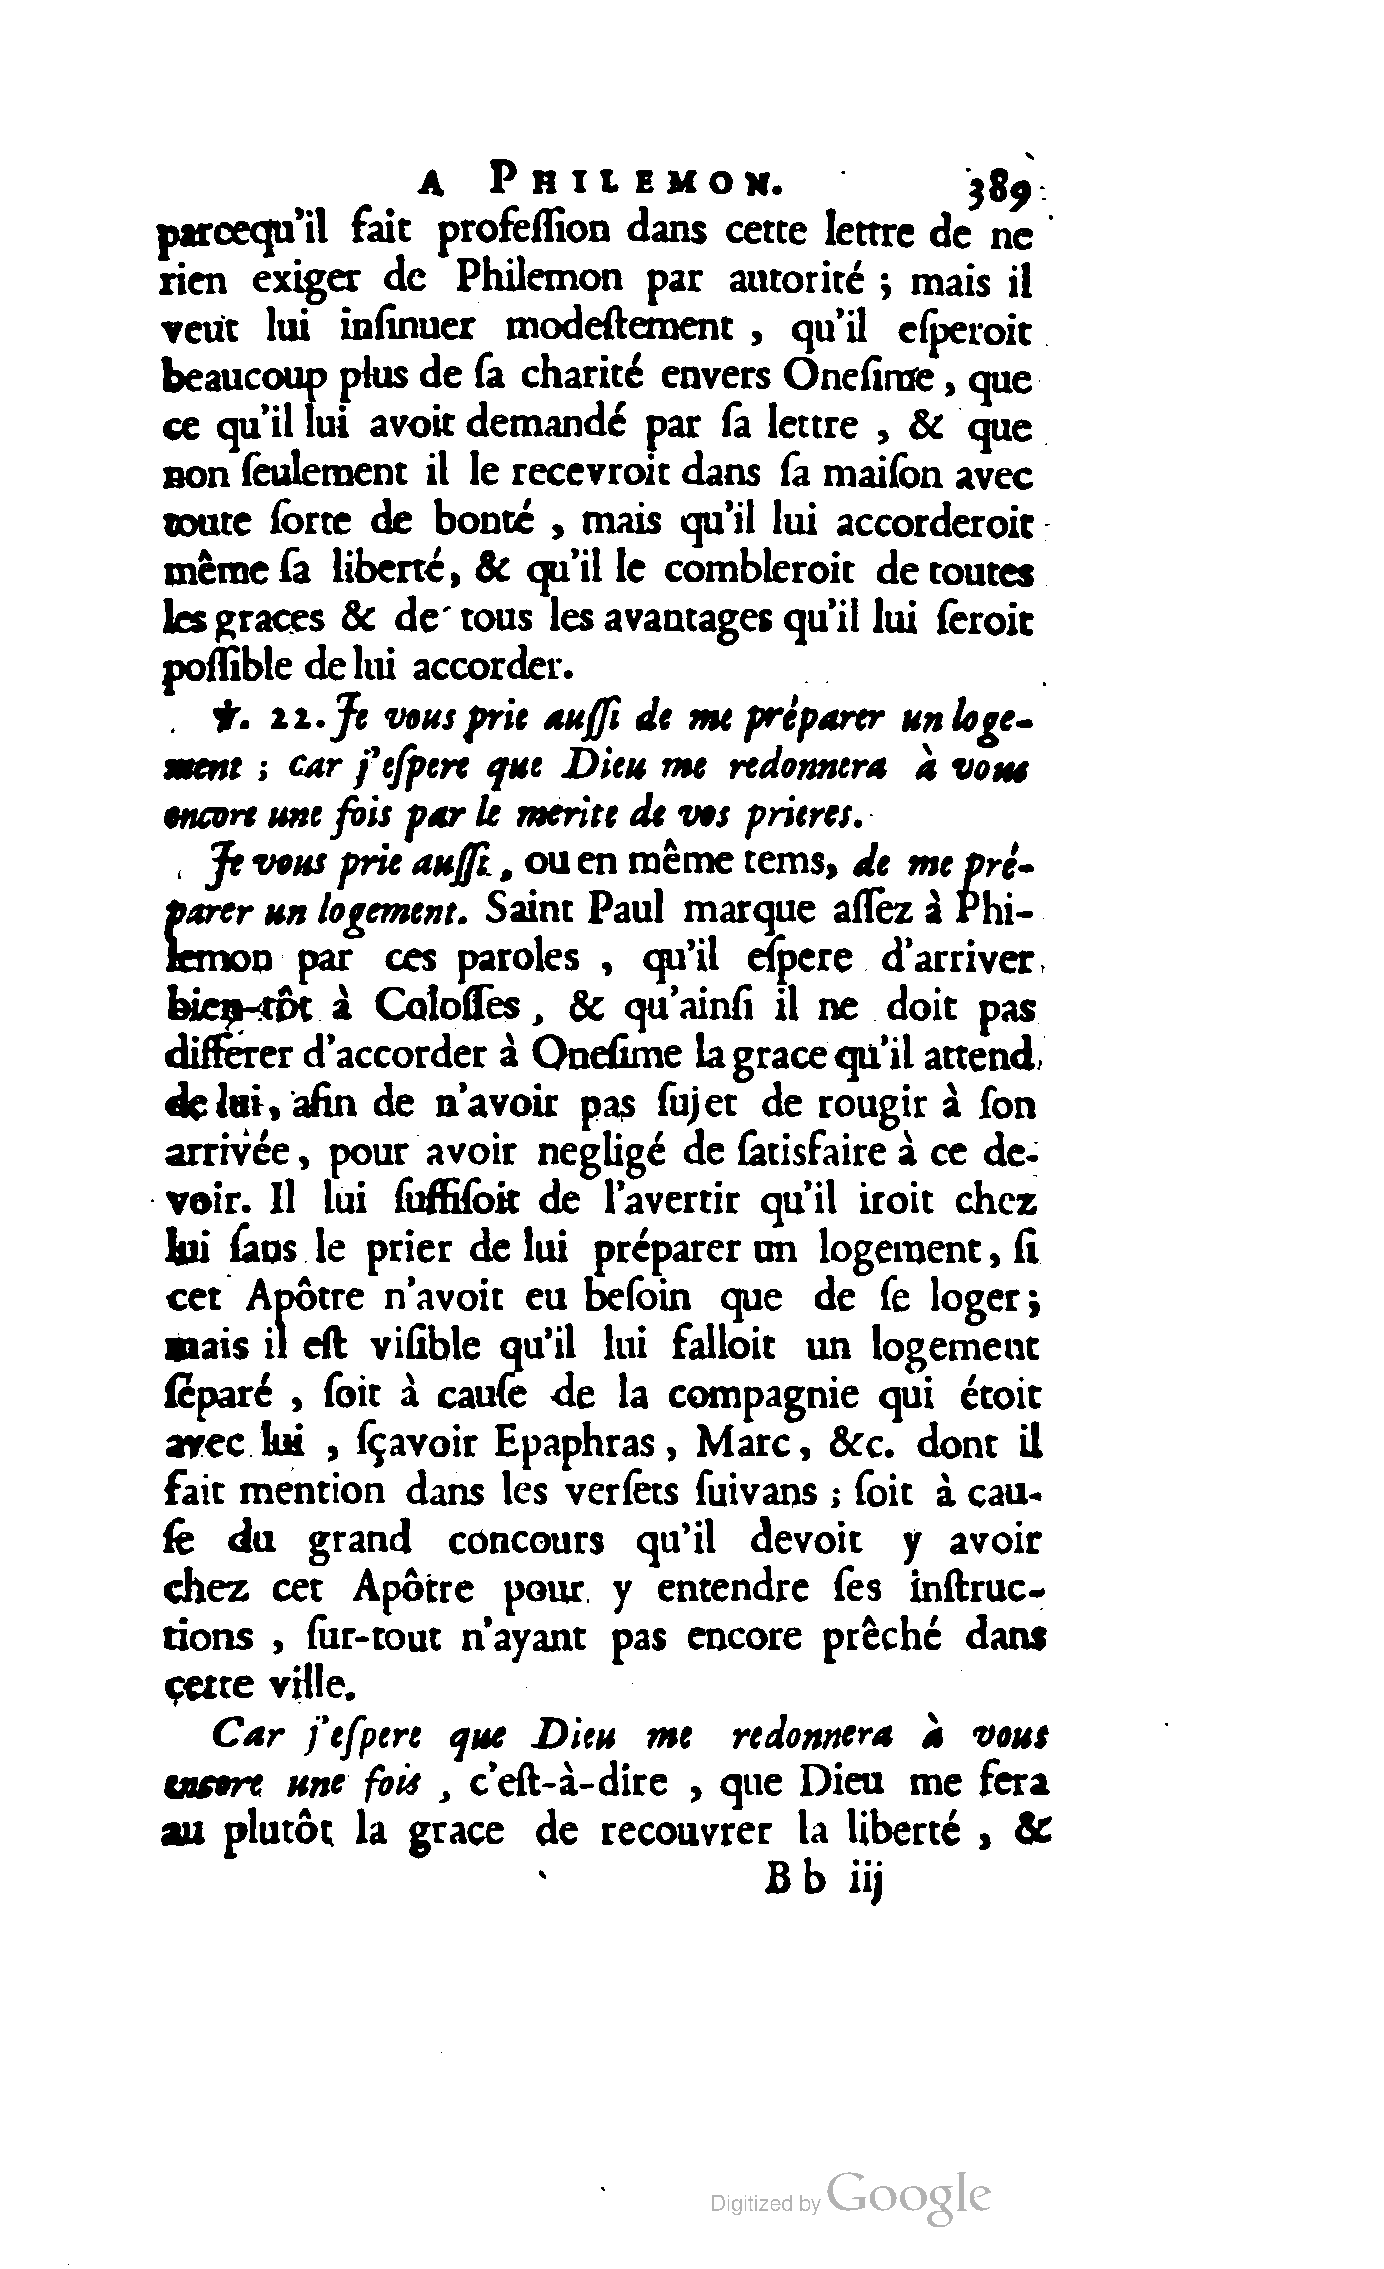 A PHILEMON. 389
parcequ'il fait profeſſion dans cette lettre de ne
rien exiger de Philemon par autorité ; mais il
veut lui inſinuer modeſtement , qu'il eſperoit
beaucoup plus de ſa charité envers Oneſime , que
ce qu'il lui avoit demandé par ſa lettre , & que
non ſeulement il le recevroit dans ſa maiſon avec
toute ſorte de bonté , mais qu'il lui accorderoit
même ſa liberté, & qu'il le combleroit de toutes
les graces & de tous les avantages qu'il lui ſeroit
poſſible de lui accorder.
℣. 22. Je vous prie auſſi de me préparer un loge-
ment ; car j'eſpere que Dieu me redonnera à vous
encore une fois par le merite de vos prieres.
Je vous prie auſſi, ou en même tems, de me pré-
parer un logement. Saint Paul marque aſſez à Phi-
lemon par ces paroles , qu'il eſpere d'arriver
bien-tôt à Coloſſes , & qu'ainſi il ne doit pas
différer d'accorder à Oneſime la grace qu'il attend
de lui, afin de n'avoir pas ſujet de rougir à ſon
arrivée, pour avoir negligé de ſatisfaire à ce de-
voir. Il lui ſuffiſoit de l'avertir qu'il iroit chez
lui ſans le prier de lui préparer un logement, ſi
cet Apôtre n'avoit eu beſoin que de ſe loger;
mais il eſt viſible qu'il lui falloit un logement
ſéparé , ſoit à cauſe de la compagnie qui étoit
avec lui , ſçavoir Epaphras, Marc, &c. dont il
fait mention dans les verſets ſuivans ; ſoit à cau-
ſe du grand concours qu'il devoit y avoir
chez cet Apôtre pour y entendre ſes inſtruc-
tions , ſur-tout n'ayant pas encore prêché dans
cette ville.
Car j'eſpere que Dieu me redonnera à vous
encore une fois , c'eſt-à-dire , que Dieu me fera
au plutôt la grace de recouvrer la liberté , &
B b iij
Digitized by Google